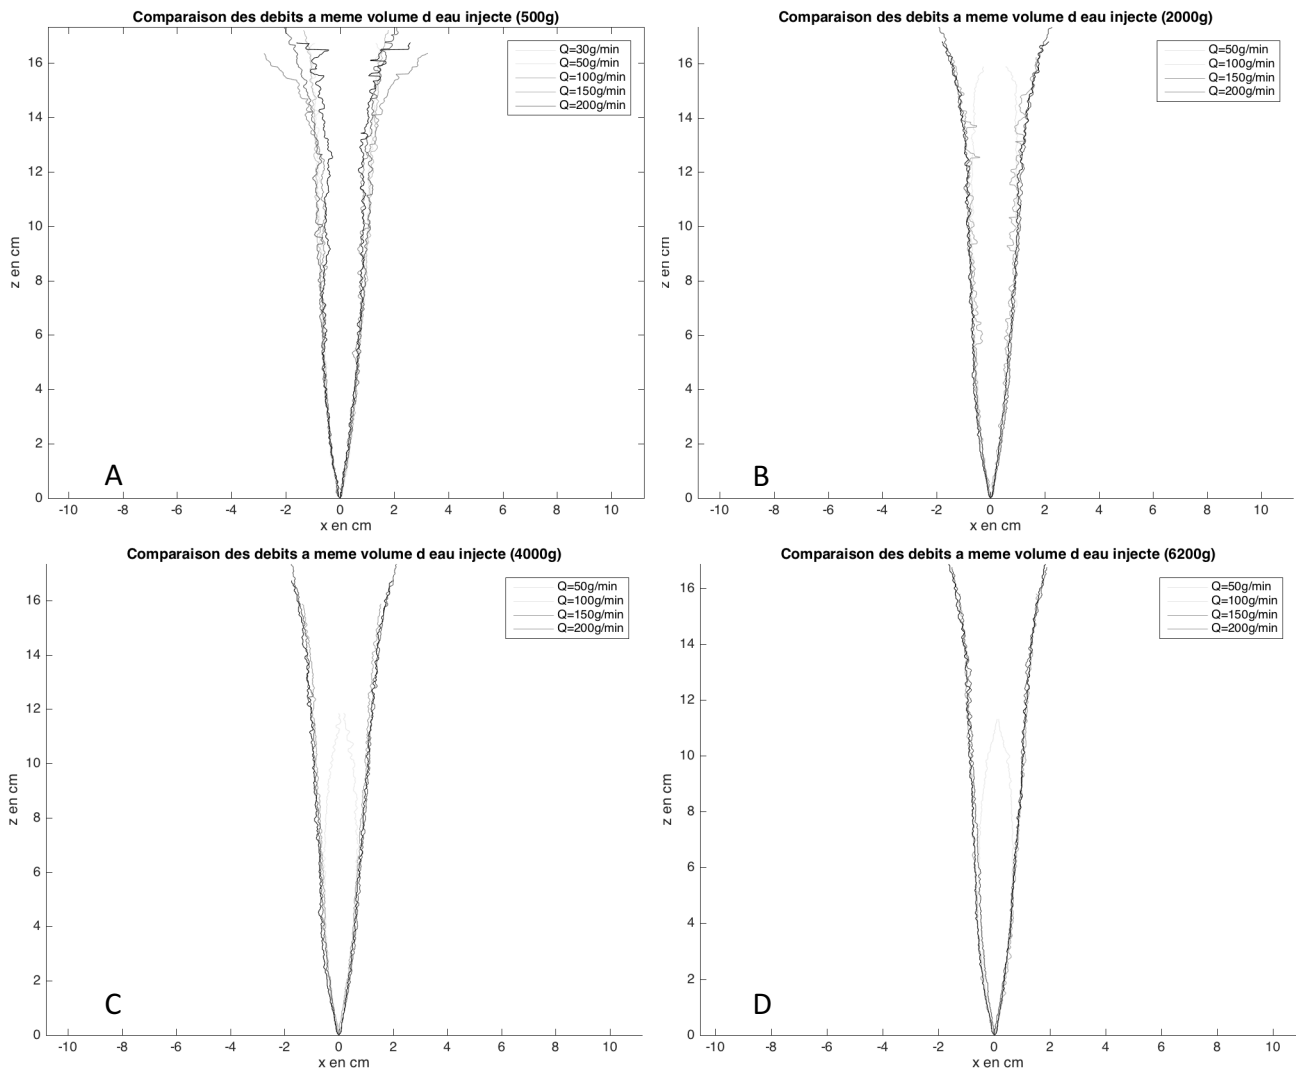 Comparaison des debits a meme volume d eau injecte (500g)
Q=30g/min
Q=50g/min
Q=100g/min
Q=150g/min
Q=200g/min
16
14
12
10
8
6
4
2
0
z en cm
A
-10 -8 -6 -4 -2 0 2 4 6 8 10
x en cm
Comparaison des debits a meme volume d eau injecte (2000g)
Q=50g/min
Q=100g/min
Q=150g/min
Q=200g/min
16
14
12
10
8
6
4
2
0
z en cm
B
-10 -8 -6 -4 -2 0 2 4 6 8 10
x en cm
Comparaison des debits a meme volume d eau injecte (4000g)
Q=50g/min
Q=100g/min
Q=150g/min
Q=200g/min
16
14
12
10
8
6
4
2
0
z en cm
C
-10 -8 -6 -4 -2 0 2 4 6 8 10
x en cm
Comparaison des debits a meme volume d eau injecte (6200g)
Q=50g/min
Q=100g/min
Q=150g/min
Q=200g/min
16
14
12
10
8
6
4
2
0
z en cm
D
-10 -8 -6 -4 -2 0 2 4 6 8 10
x en cm